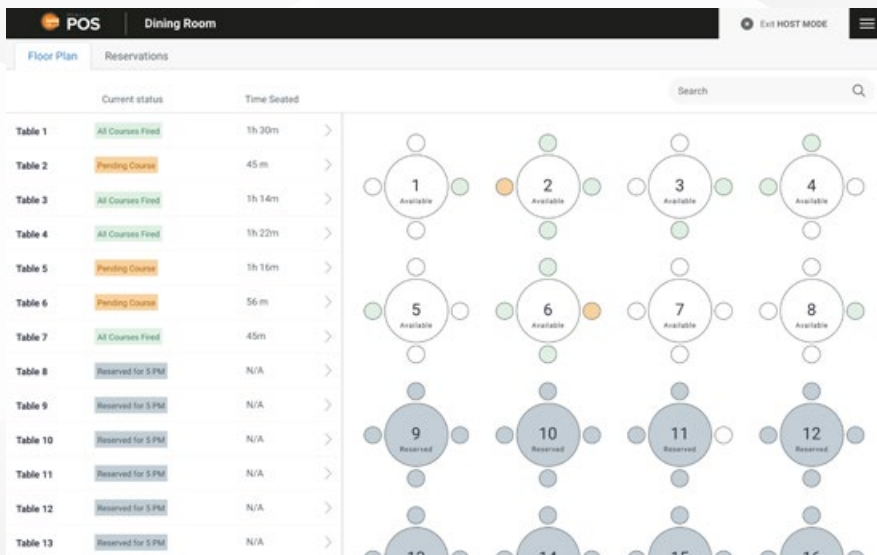 POS Dining Room Exit HOST MODE
Floor Plan Reservations
Search
Current status Time Seated
Table 1 All Courses Fired 1h 30m
Table 2 Pending Course 45 m
Table 3 All Courses Fired 1h 14m
Table 4 All Courses Fired 1h 22m
Table 5 Pending Course 1h 16m
Table 6 Pending Course 56 m
Table 7 All Courses Fired 45m
Table 8 Reserved for 5 PM N/A
Table 9 Reserved for 5 PM N/A
Table 10 Reserved for 5 PM N/A
Table 11 Reserved for 5 PM N/A
Table 12 Reserved for 5 PM N/A
Table 13 Reserved for 5 PM N/A
1 2 3 4
Available Available Available Available
5 6 7 8
Available Available Available Available
9 10 11 12
Reserved Reserved Reserved Reserved
13 14 15 16